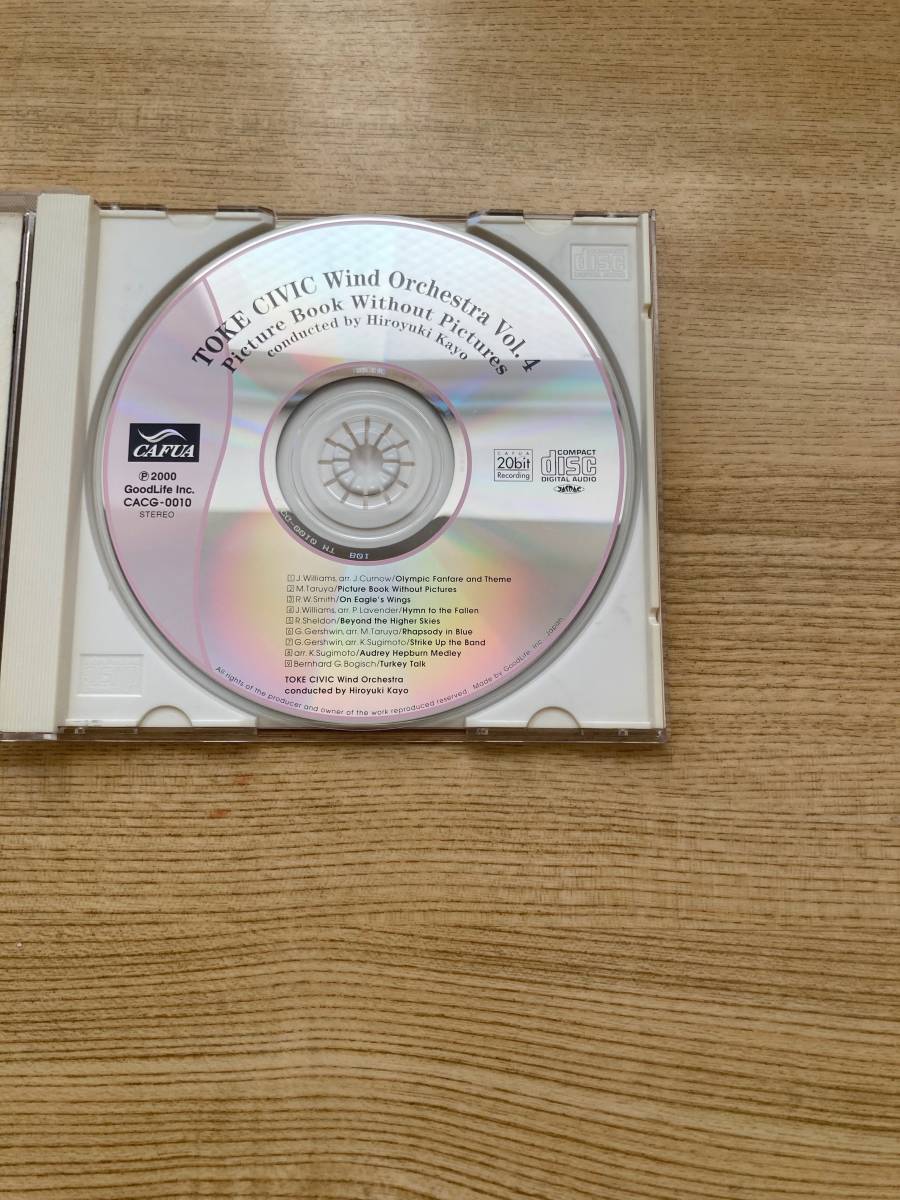 TOKE CIVIC Wind Orchestra Vol. 4
Picture Book Without Pictures
conducted by Hiroyuki Kayo
CAFUA
℗2000
GoodLife Inc.
CACG-0010
STEREO
CAFUA
20bit
Recording
COMPACT
disc
DIGITAL AUDIO
1 J.Williams, arr. J.Curnow/Olympic Fanfare and Theme
2 M.Taruya/Picture Book Without Pictures
3 R.W.Smith/On Eagle's Wings
4 J.Williams, arr. P.Lavender/Hymn to the Fallen
5 R.Sheldon/Beyond the Higher Skies
6 G.Gershwin, arr. M.Taruya/Rhapsody in Blue
7 G.Gershwin, arr. K.Sugimoto/Strike Up the Band
8 arr. K.Sugimoto/Audrey Hepburn Medley
9 Bernhard G. Bogisch/Turkey Talk
TOKE CIVIC Wind Orchestra
conducted by Hiroyuki Kayo
All rights of the producer and owner of the work reproduced reserved. Made by GoodLife. Inc., Japan.
disc